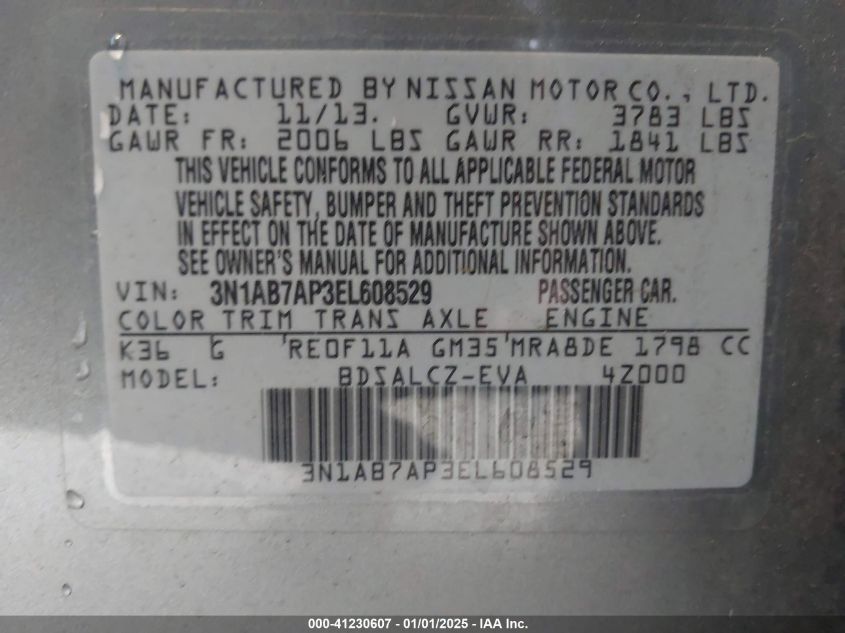 MANUFACTURED BY NISSAN MOTOR CO., LTD.
DATE: 11/13. GVWR: 3783 LBS
GAWR FR: 2006 LBS GAWR RR: 1841 LBS
THIS VEHICLE CONFORMS TO ALL APPLICABLE FEDERAL MOTOR
VEHICLE SAFETY, BUMPER AND THEFT PREVENTION STANDARDS
IN EFFECT ON THE DATE OF MANUFACTURE SHOWN ABOVE.
SEE OWNER'S MANUAL FOR ADDITIONAL INFORMATION.
VIN: 3N1AB7AP3EL608529 PASSENGER CAR.
COLOR TRIM TRANS AXLE ENGINE
K36 G 'RE0F11A GM35'MRA8DE 1798 CC
MODEL: BDSALCZ-EVA 4Z000
3N1AB7AP3EL608529
000-41230607 - 01/01/2025 - IAAI.com.